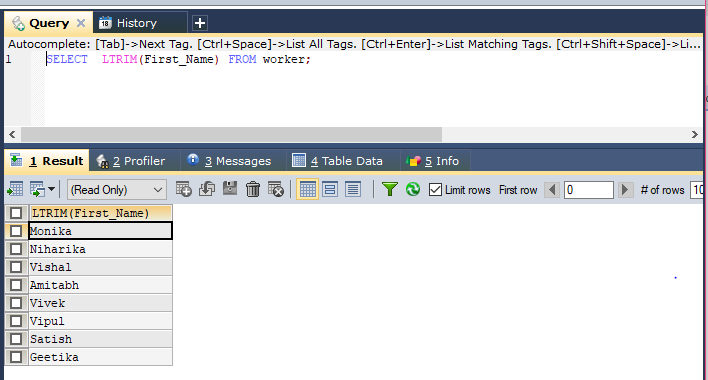 Query History
Autocomplete: [Tab]->Next Tag. [Ctrl+Space]->List All Tags. [Ctrl+Enter]->List Matching Tags. [Ctrl+Shift+Space]->Li...
1 SELECT LTRIM(First_Name) FROM worker;
1 Result 2 Profiler 3 Messages 4 Table Data 5 Info
(Read Only) Limit rows First row 0 # of rows 10
LTRIM(First_Name)
Monika
Niharika
Vishal
Amitabh
Vivek
Vipul
Satish
Geetika